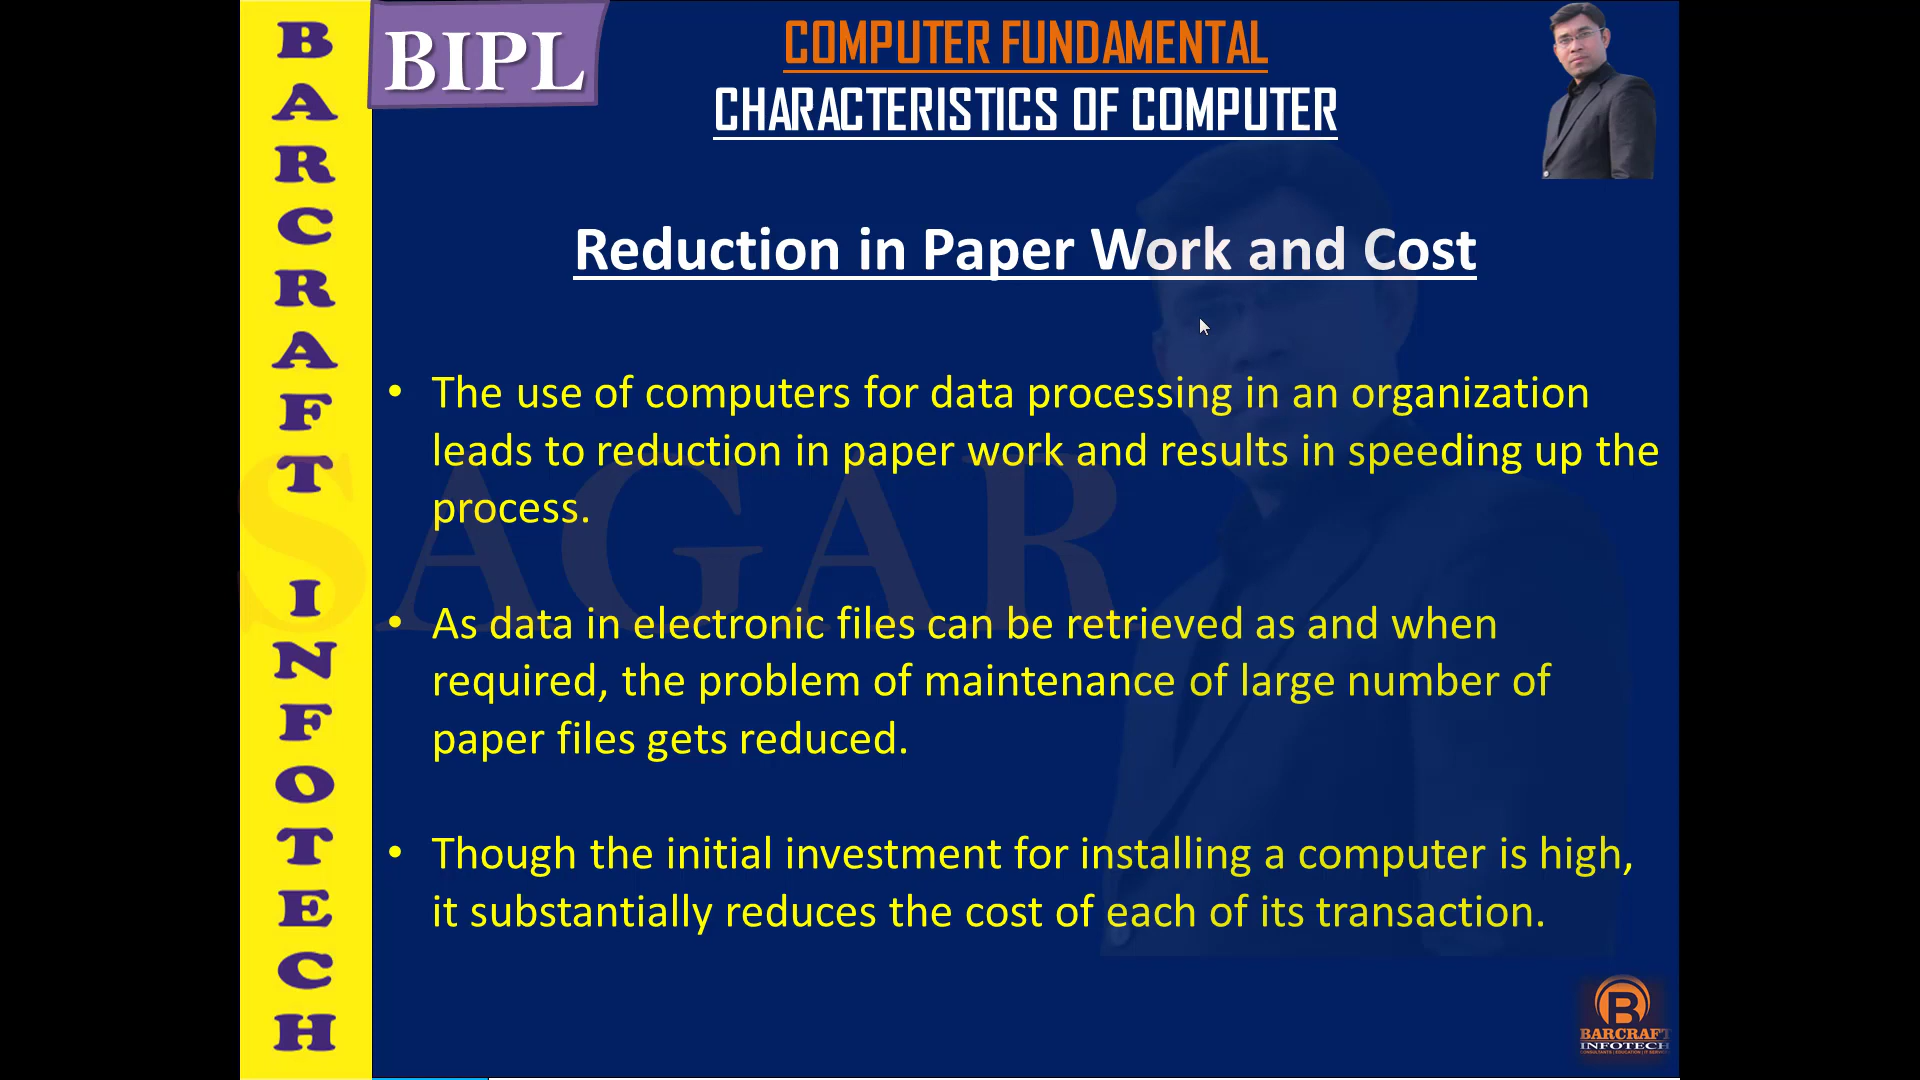 BARCRAFT INFOTECH
BIPL
COMPUTER FUNDAMENTAL
CHARACTERISTICS OF COMPUTER
Reduction in Paper Work and Cost
• The use of computers for data processing in an organization
leads to reduction in paper work and results in speeding up the
process.
SAGAR
• As data in electronic files can be retrieved as and when
required, the problem of maintenance of large number of
paper files gets reduced.
• Though the initial investment for installing a computer is high,
it substantially reduces the cost of each of its transaction.
B
BARCRAFT
INFOTECH